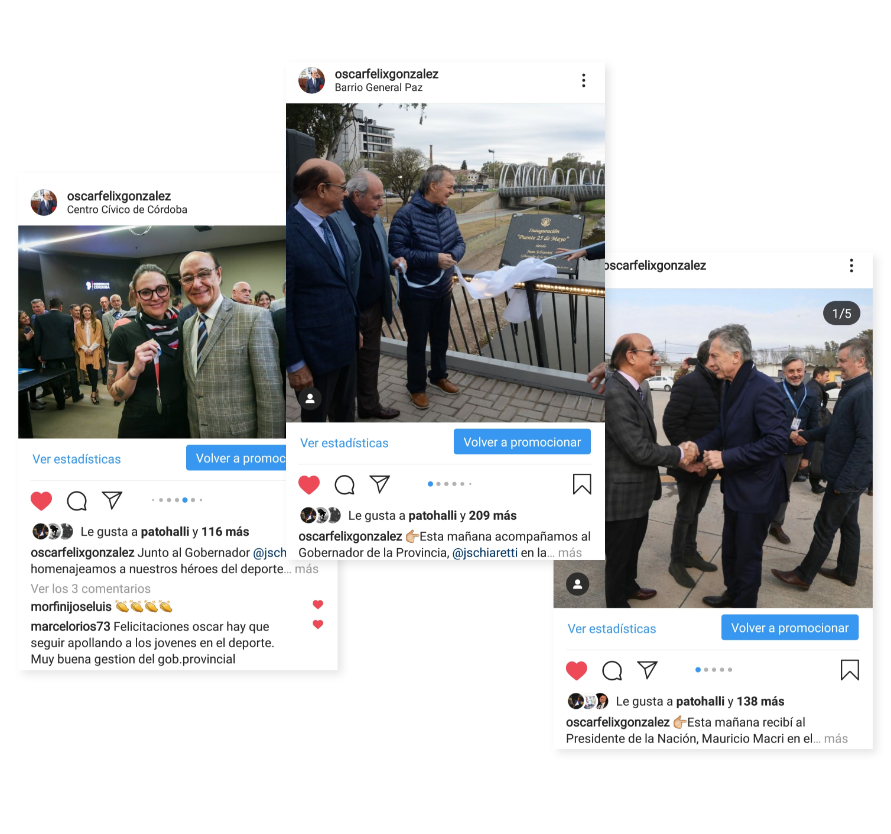 oscarfelixgonzalez
Centro Cívico de Córdoba
Ver estadísticas
Volver a promoc
Le gusta a patohalli y 116 más
oscarfelixgonzalez Junto al Gobernador @jsch
homenajeamos a nuestros héroes del deporte... más
Ver los 3 comentarios
morfinijoseluis 👏👏👏👏
marcelorios73 Felicitaciones oscar hay que
seguir apollando a los jovenes en el deporte.
Muy buena gestion del gob.provincial
oscarfelixgonzalez
Barrio General Paz
Inauguración
"Puente 25 de Mayo"
Ver estadísticas
Volver a promocionar
Le gusta a patohalli y 209 más
oscarfelixgonzalez 👉🏼Esta mañana acompañamos al
Gobernador de la Provincia, @jschiaretti en la... más
oscarfelixgonzalez
1/5
Ver estadísticas
Volver a promocionar
Le gusta a patohalli y 138 más
oscarfelixgonzalez 👉🏼Esta mañana recibí al
Presidente de la Nación, Mauricio Macri en el... más